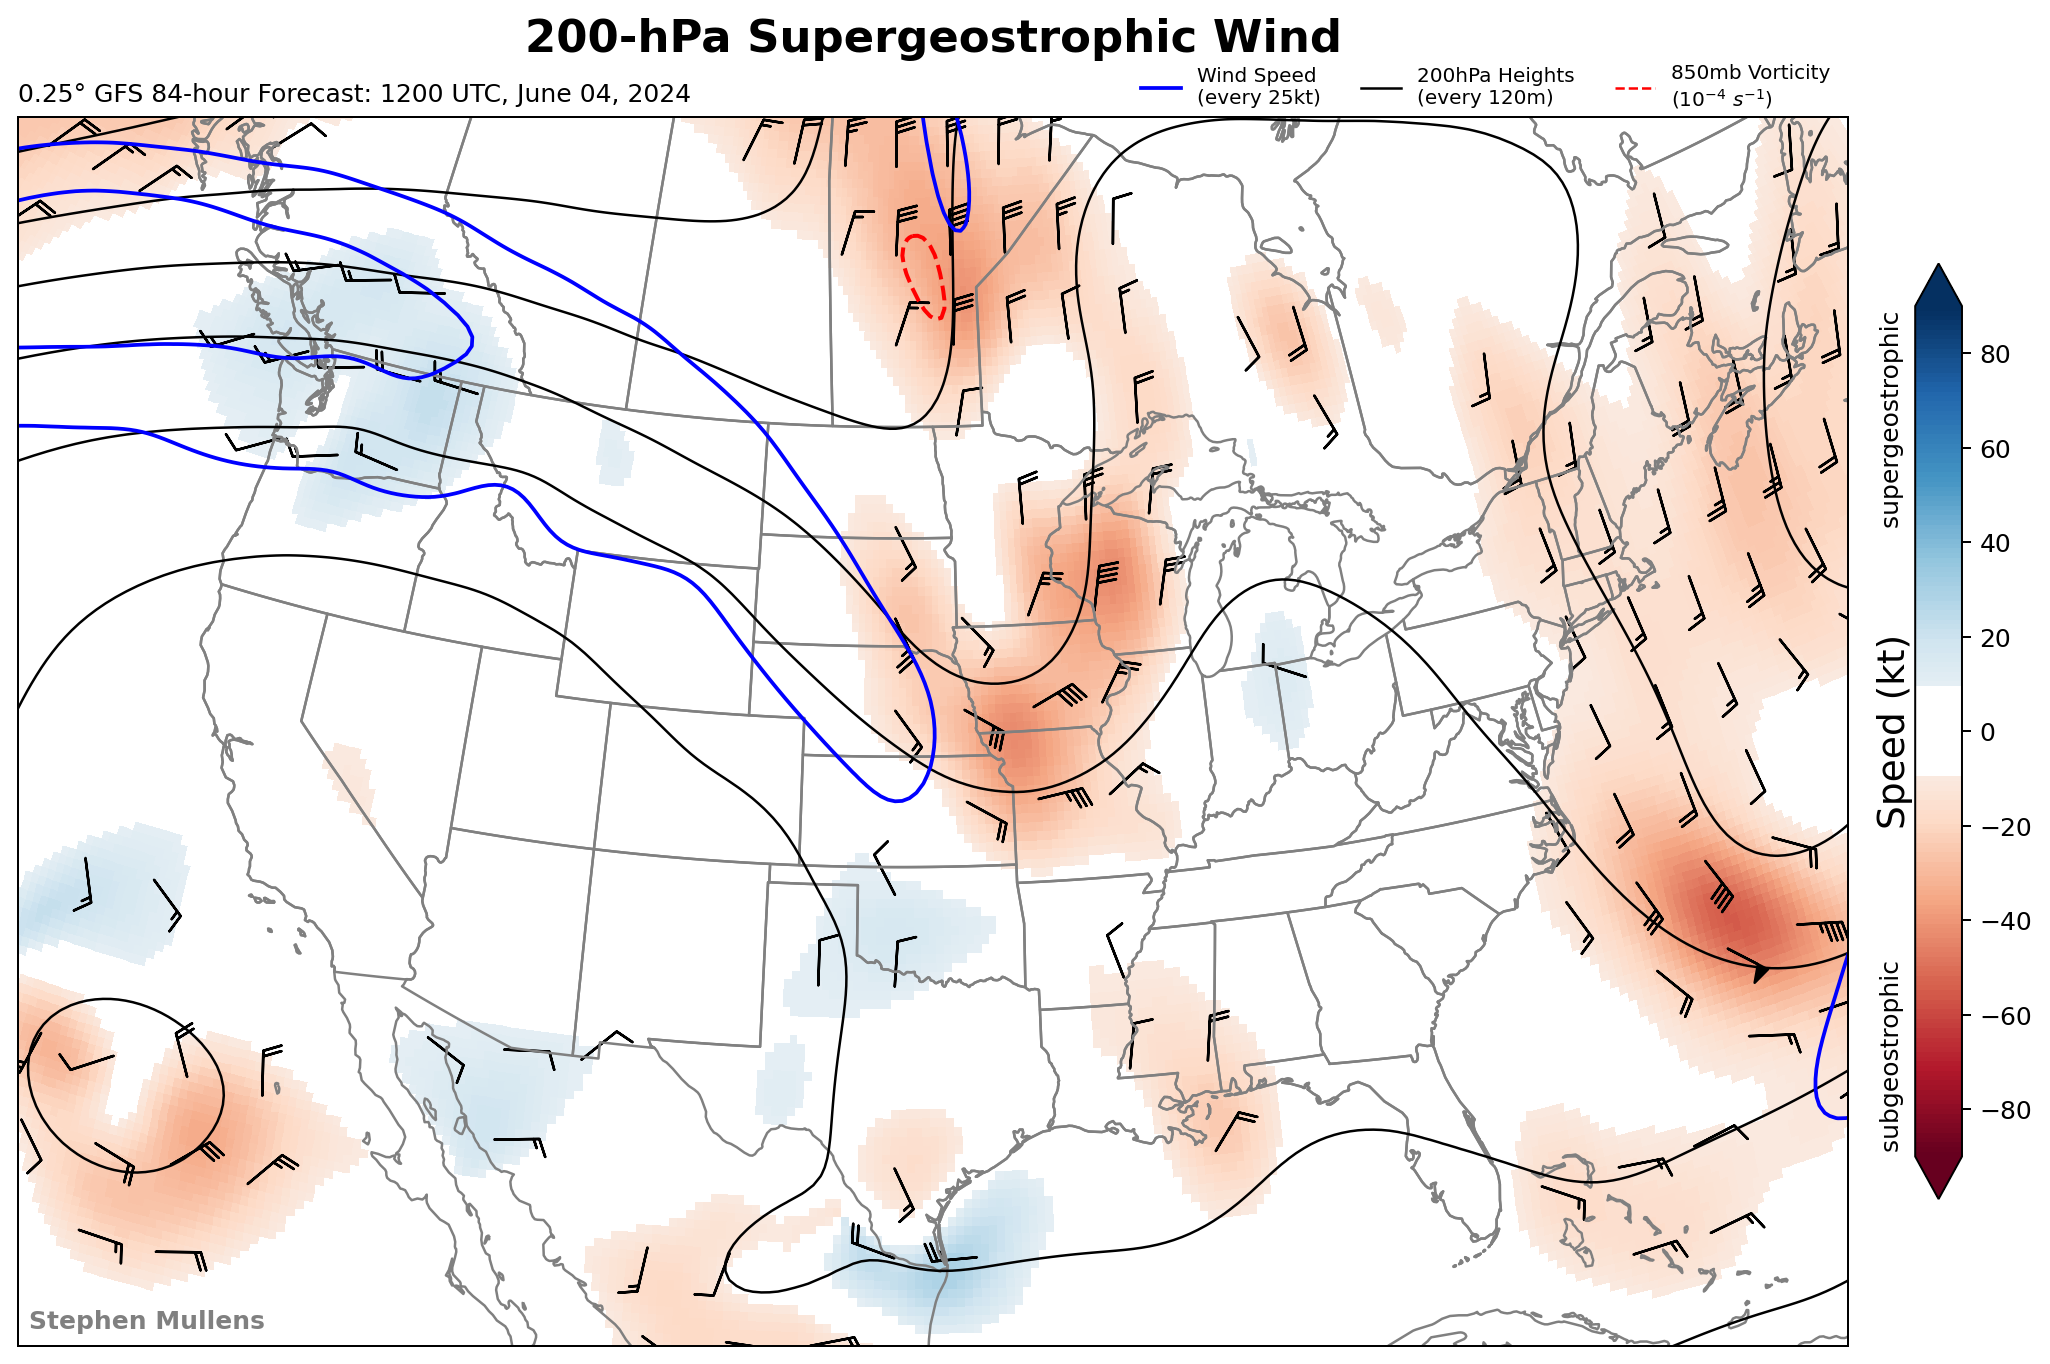 200-hPa Supergeostrophic Wind
0.25° GFS 84-hour Forecast: 1200 UTC, June 04, 2024
Wind Speed
(every 25kt)
200hPa Heights
(every 120m)
850mb Vorticity
(10⁻⁴ s⁻¹)
supergeostrophic
subgeostrophic
Speed (kt)
80
60
40
20
0
−20
−40
−60
−80
Stephen Mullens